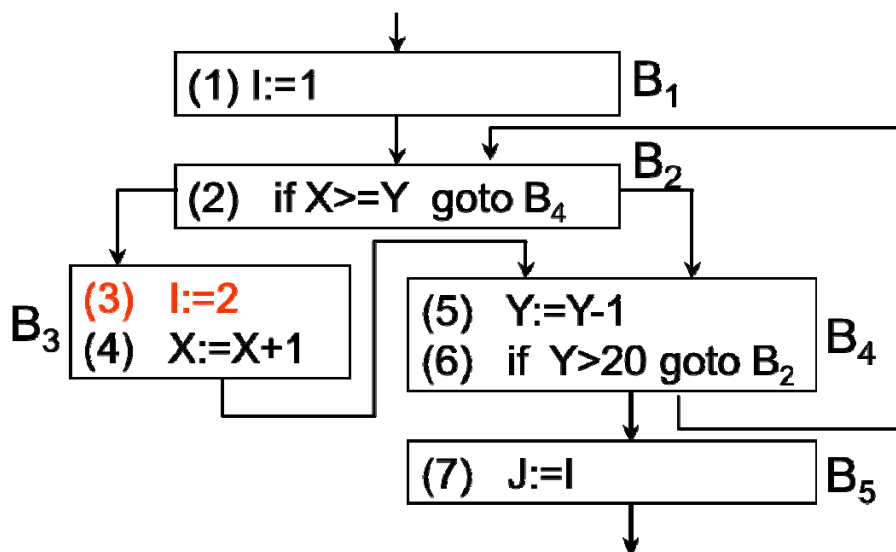 (1) I:=1
B₁
B₂
(2) if X>=Y goto B₄
B₃
(3) I:=2
(4) X:=X+1
(5) Y:=Y-1
(6) if Y>20 goto B₂
B₄
(7) J:=I
B₅